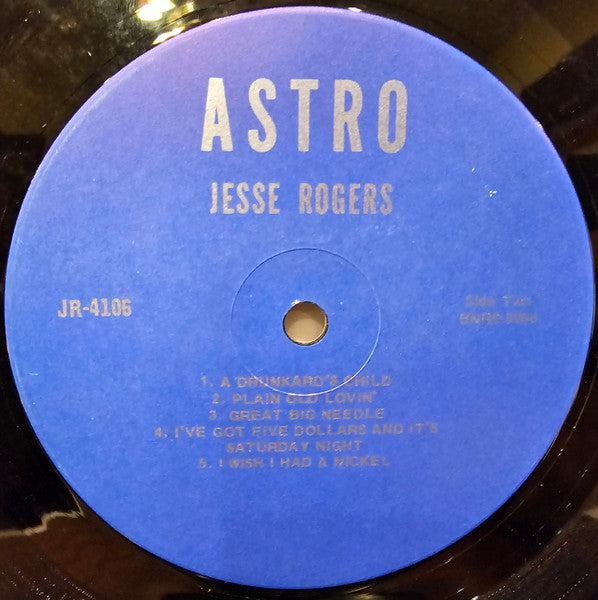 ASTRO
JESSE ROGERS
JR-4106
Side Two
1. A DRUNKARD'S CHILD
2. PLAIN OLD LOVIN'
3. GREAT BIG NEEDLE
4. I'VE GOT FIVE DOLLARS AND IT'S
SATURDAY NIGHT
5. I WISH I HAD A NICKEL